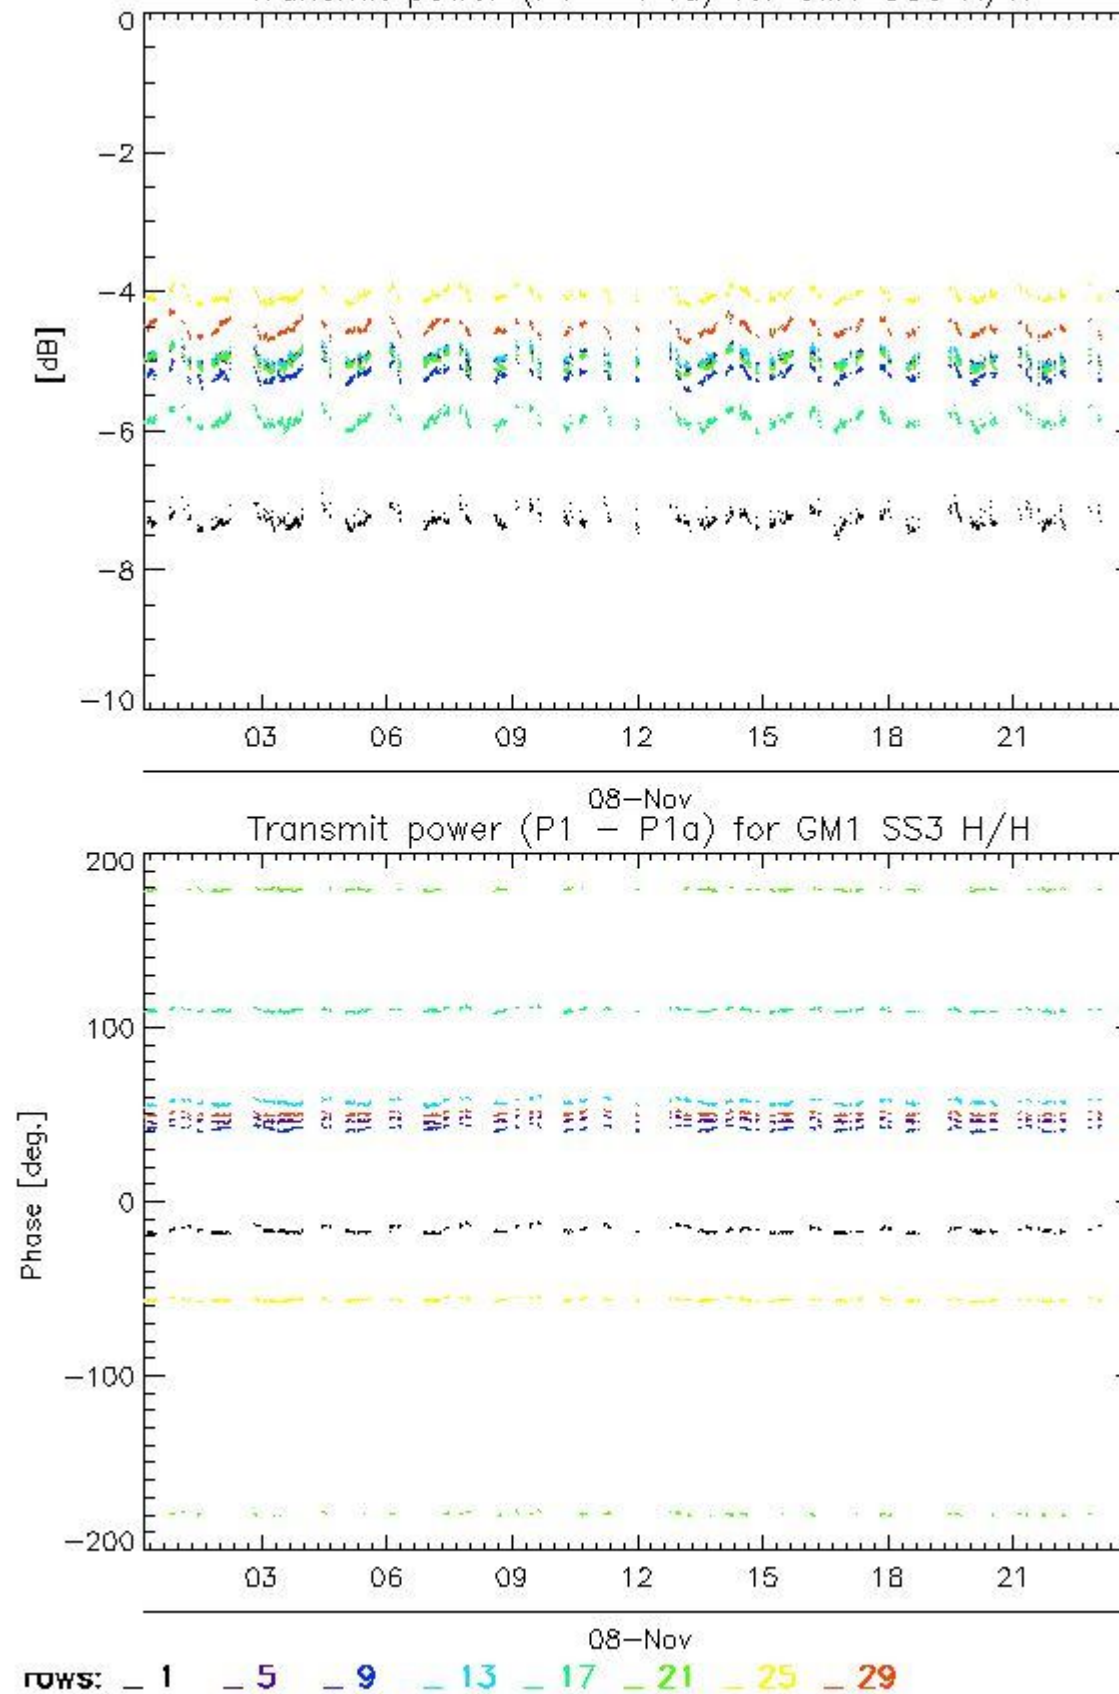 0
-2
-4
[dB]
-6
-8
-10
03 06 09 12 15 18 21
08-Nov
Transmit power (P1 - P1a) for GM1 SS3 H/H
200
100
Phase [deg.]
0
-100
-200
03 06 09 12 15 18 21
08-Nov
rows: _ 1 _ 5 _ 9 _ 13 _ 17 _ 21 _ 25 _ 29